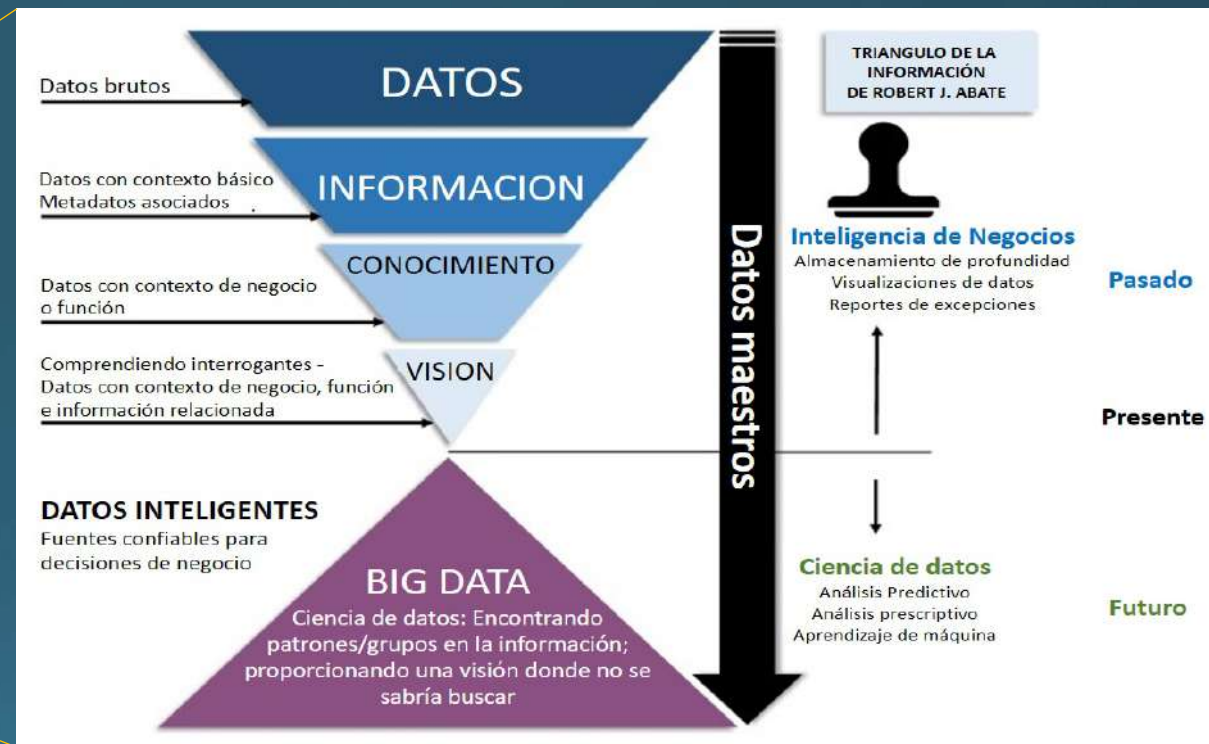 DATOS
Datos brutos
INFORMACION
Datos con contexto básico
Metadatos asociados .
CONOCIMIENTO
Datos con contexto de negocio
o función
VISION
Comprendiendo interrogantes -
Datos con contexto de negocio, función
e información relacionada
DATOS INTELIGENTES
Fuentes confiables para
decisiones de negocio
BIG DATA
Ciencia de datos: Encontrando
patrones/grupos en la información;
proporcionando una visión donde no se
sabría buscar
Datos maestros
TRIANGULO DE LA
INFORMACIÓN
DE ROBERT J. ABATE
Inteligencia de Negocios
Almacenamiento de profundidad
Visualizaciones de datos
Reportes de excepciones
Pasado
Presente
Ciencia de datos
Análisis Predictivo
Análisis prescriptivo
Aprendizaje de máquina
Futuro